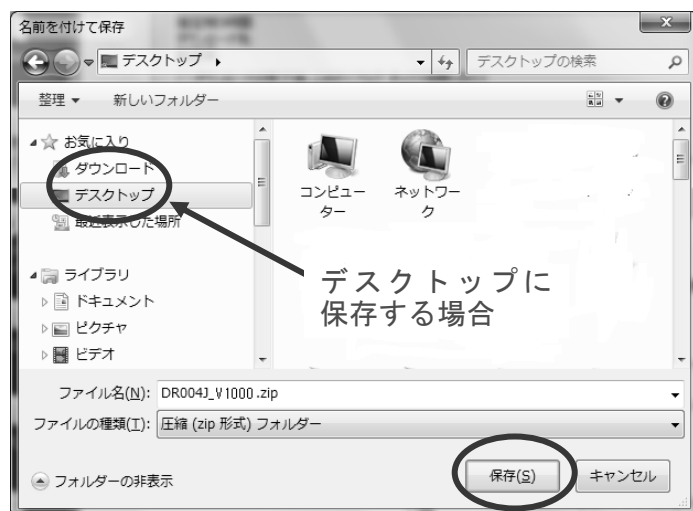 名前を付けて保存
デスクトップ
デスクトップの検索
整理
新しいフォルダー
お気に入り
ダウンロード
デスクトップ
最近表示した場所
ライブラリ
ドキュメント
ピクチャ
ビデオ
コンピュー
ター
ネットワー
ク
デスクトップに
保存する場合
ファイル名(N): DR004J_V1000.zip
ファイルの種類(T): 圧縮 (zip 形式) フォルダー
フォルダーの非表示
保存(S)
キャンセル